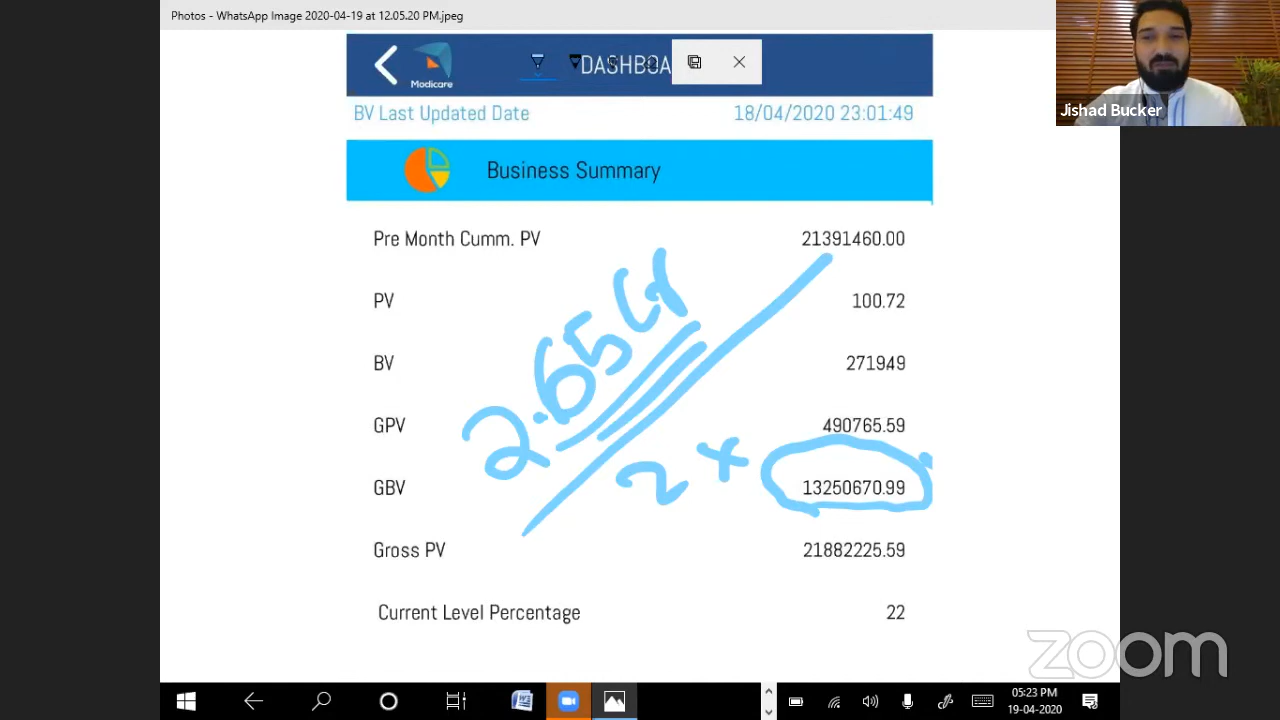 Photos - WhatsApp Image 2020-04-19 at 12.05.20 PM.jpeg
Modicare
DASHBOA
BV Last Updated Date 18/04/2020 23:01:49
Jishad Bucker
Business Summary
Pre Month Cumm. PV 21391460.00
PV 100.72
BV 271949
2.65 Cr
GPV 490765.59
2 x
GBV 13250670.99
Gross PV 21882225.59
Current Level Percentage 22
zoom
05:23 PM
19-04-2020